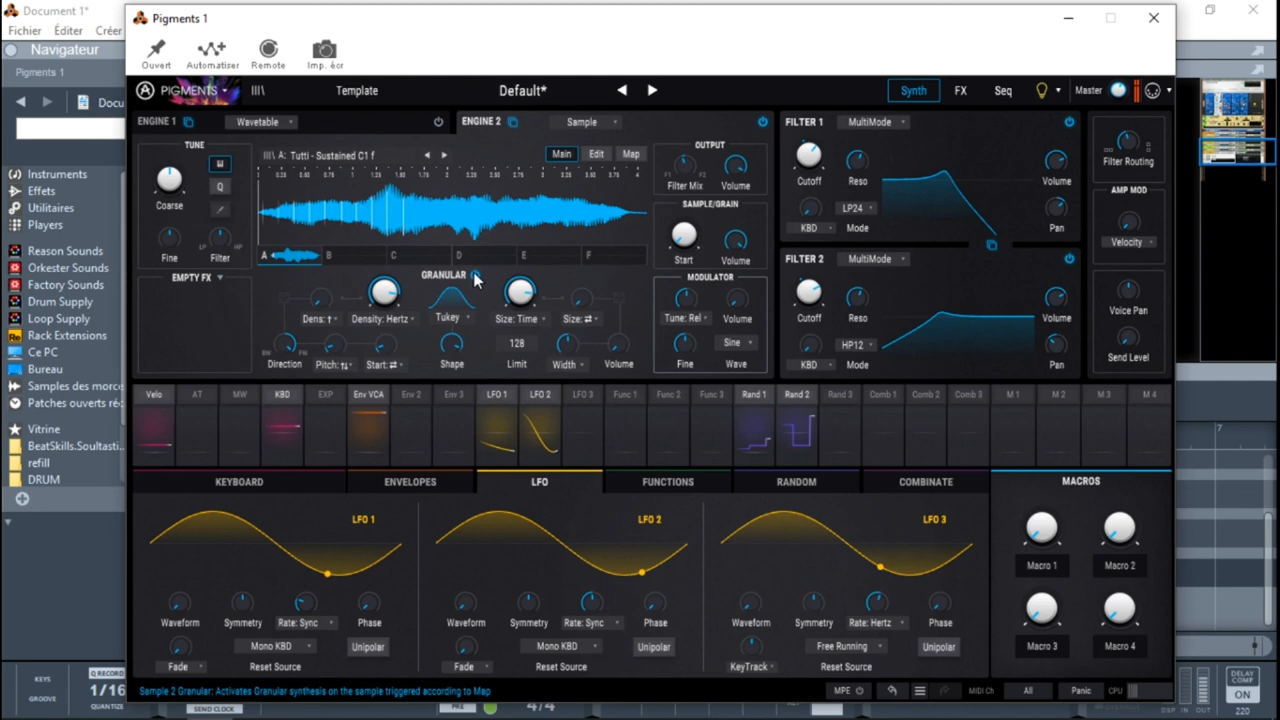 Document 1*
Pigments 1
Fichier Éditer Créer
Navigateur
Ouvert Automatiser Remote Imp. écr
Pigments 1
PIGMENTS Template Default* Synth FX Seq Master
Docu
ENGINE 1 Wavetable ENGINE 2 Sample FILTER 1 MultiMode
TUNE OUTPUT
A: Tutti - Sustained C1 f Main Edit Map
Filter Mix Volume Cutoff Reso Volume Filter Routing
Q
Coarse
SAMPLE/GRAIN AMP MOD
KBD LP24 Mode Pan
Velocity
Fine LP HP Filter
Start Volume
A B C D E F
FILTER 2 MultiMode
EMPTY FX GRANULAR MODULATOR
Dens: Density: Hertz Tukey Size: Time Size: Tune: Rel Volume Cutoff Reso Volume Voice Pan
128 Sine KBD HP12 Send Level
Direction Pitch: Start: Shape Limit Width Volume Fine Wave Mode Pan
Velo AT MW KBD EXP Env VCA Env 2 Env 3 LFO 1 LFO 2 LFO 3 Func 1 Func 2 Func 3 Rand 1 Rand 2 Rand 3 Comb 1 Comb 2 Comb 3 M 1 M 2 M 3 M 4
Instruments
Effets
Utilitaires
Players
Reason Sounds
Orkester Sounds
Factory Sounds
Drum Supply
Loop Supply
Rack Extensions
Ce PC
Bureau
Samples des morce
Patches ouverts réc
Vitrine
BeatSkills.Soultasti...
refill
DRUM
7
KEYBOARD ENVELOPES LFO FUNCTIONS RANDOM COMBINATE MACROS
LFO 1 LFO 2 LFO 3
Macro 1 Macro 2
Waveform Symmetry Rate: Sync Phase Waveform Symmetry Rate: Sync Phase Waveform Symmetry Rate: Hertz Phase
Mono KBD Unipolar Mono KBD Unipolar Free Running Unipolar Macro 3 Macro 4
Fade Reset Source Fade Reset Source KeyTrack Reset Source
Sample 2 Granular: Activates Granular synthesis on the sample triggered according to Map MPE MIDI Ch All Panic CPU
KEYS
GROOVE
Q RECORD
1/16
QUANTIZE
SEND CLOCK
PRE
4/4
DSP IN OUT
DELAY
COMP
ON
220